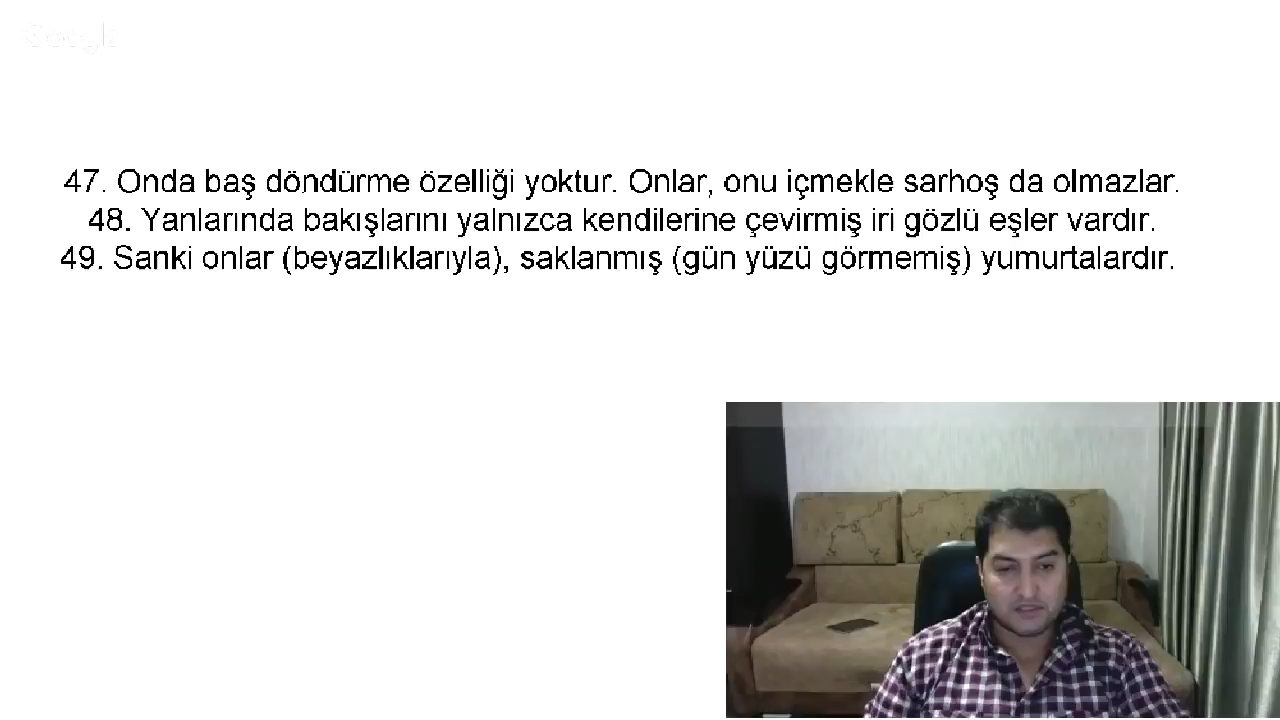 47. Onda baş döndürme özelliği yoktur. Onlar, onu içmekle sarhoş da olmazlar.
48. Yanlarında bakışlarını yalnızca kendilerine çevirmiş iri gözlü eşler vardır.
49. Sanki onlar (beyazlıklarıyla), saklanmış (gün yüzü görmemiş) yumurtalardır.